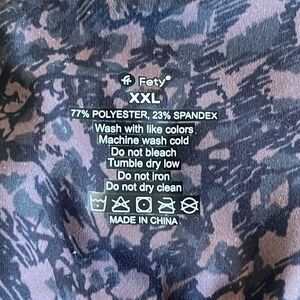 Fety®
XXL
77% POLYESTER, 23% SPANDEX
Wash with like colors
Machine wash cold
Do not bleach
Tumble dry low
Do not iron
Do not dry clean
MADE IN CHINA